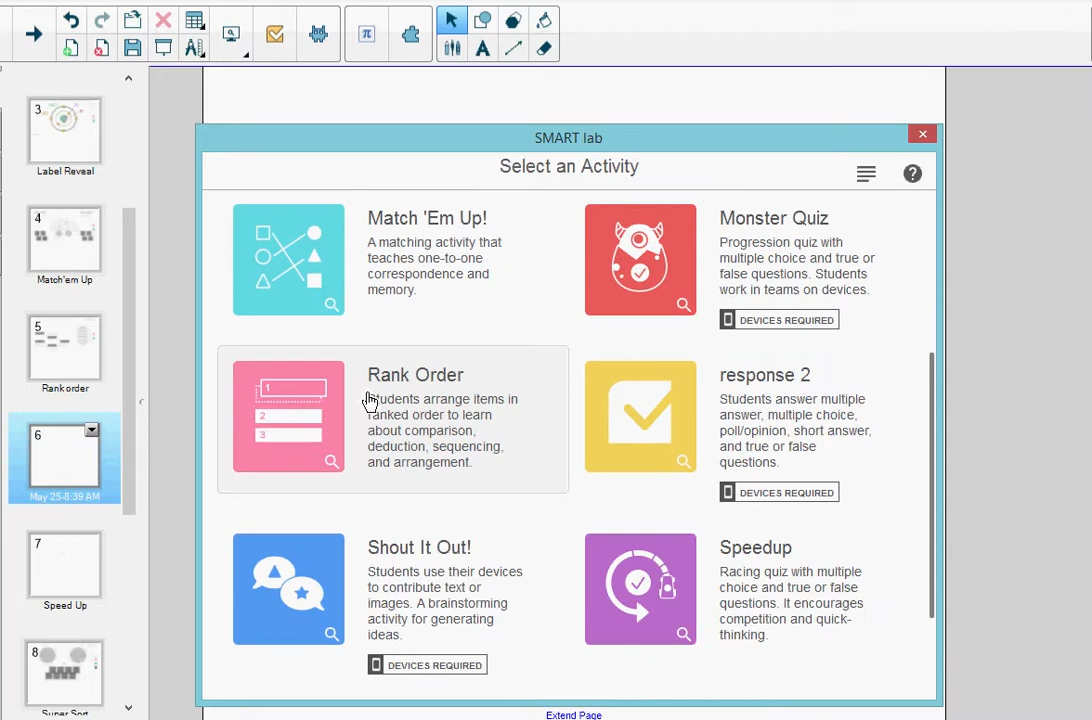 SMART lab
Select an Activity
3
Label Reveal
4
Match'em Up
5
Rank order
6
May 25-8:39 AM
7
Speed Up
8
Super Sort
Match 'Em Up!
A matching activity that
teaches one-to-one
correspondence and
memory.
Monster Quiz
Progression quiz with
multiple choice and true or
false questions. Students
work in teams on devices.
DEVICES REQUIRED
1
2
3
Rank Order
Students arrange items in
ranked order to learn
about comparison,
deduction, sequencing,
and arrangement.
response 2
Students answer multiple
answer, multiple choice,
poll/opinion, short answer,
and true or false
questions.
DEVICES REQUIRED
Shout It Out!
Students use their devices
to contribute text or
images. A brainstorming
activity for generating
ideas.
DEVICES REQUIRED
Speedup
Racing quiz with multiple
choice and true or false
questions. It encourages
competition and quick-
thinking.
Extend Page